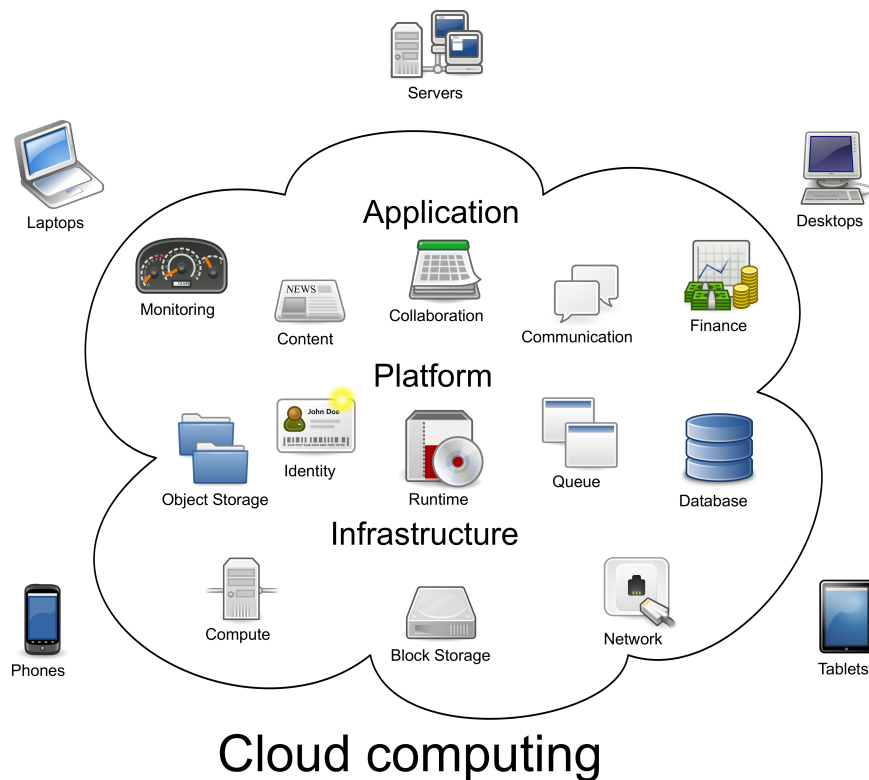 Servers
Laptops
Desktops
Application
Monitoring
NEWS
Content
Collaboration
Communication
Finance
Platform
John Doe
Object Storage
Identity
Runtime
Queue
Database
Infrastructure
Compute
Block Storage
Network
Phones
Tablets
Cloud computing